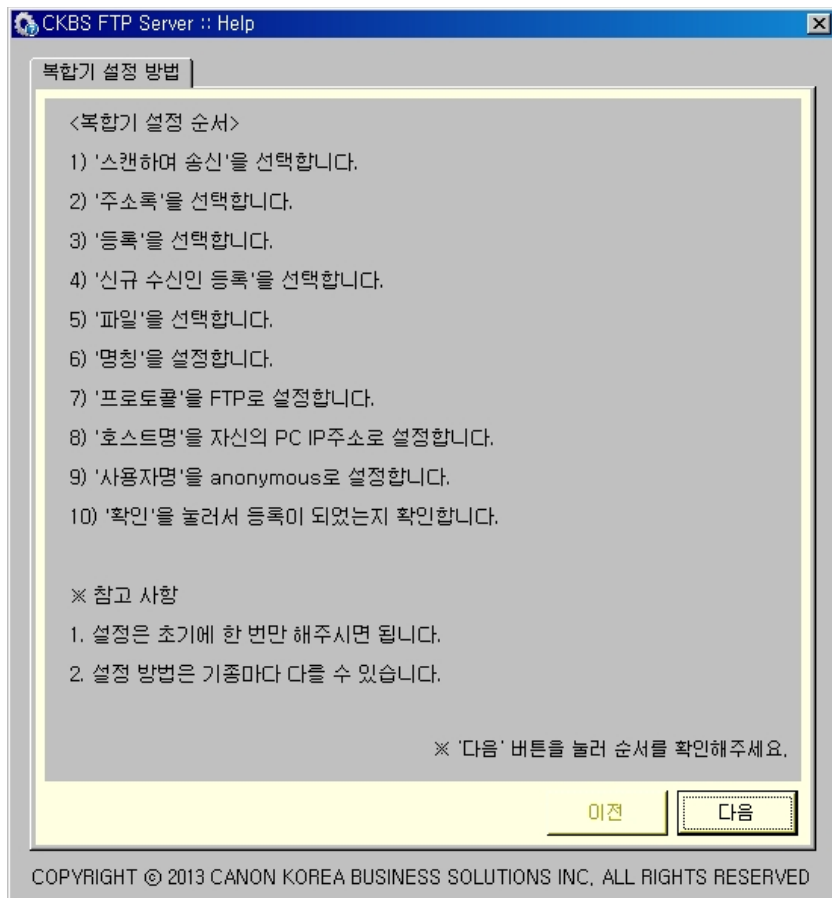 CKBS FTP Server :: Help
복합기 설정 방법
<복합기 설정 순서>
1) '스캔하여 송신'을 선택합니다.
2) '주소록'을 선택합니다.
3) '등록'을 선택합니다.
4) '신규 수신인 등록'을 선택합니다.
5) '파일'을 선택합니다.
6) '명칭'을 설정합니다.
7) '프로토콜'을 FTP로 설정합니다.
8) '호스트명'을 자신의 PC IP주소로 설정합니다.
9) '사용자명'을 anonymous로 설정합니다.
10) '확인'을 눌러서 등록이 되었는지 확인합니다.
※ 참고 사항
1. 설정은 초기에 한 번만 해주시면 됩니다.
2. 설정 방법은 기종마다 다를 수 있습니다.
※ '다음' 버튼을 눌러 순서를 확인해주세요.
이전 다음
COPYRIGHT ⓒ 2013 CANON KOREA BUSINESS SOLUTIONS INC, ALL RIGHTS RESERVED